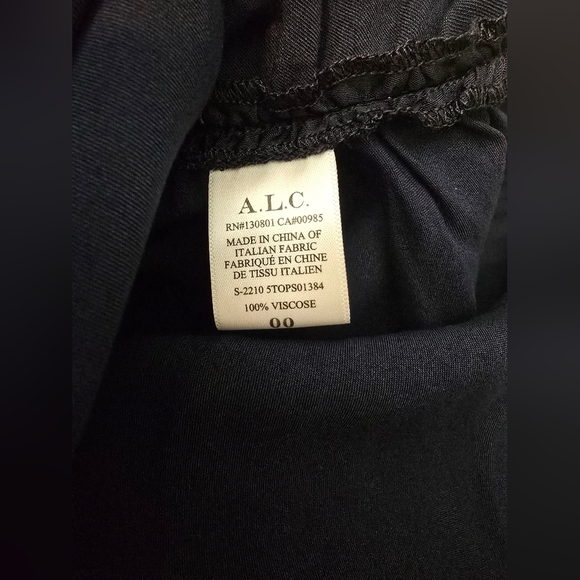 A.L.C.
RN#130801 CA#00985
MADE IN CHINA OF
ITALIAN FABRIC
FABRIQUÉ EN CHINE
DE TISSU ITALIEN
S-2210 5TOPS01384
100% VISCOSE
00